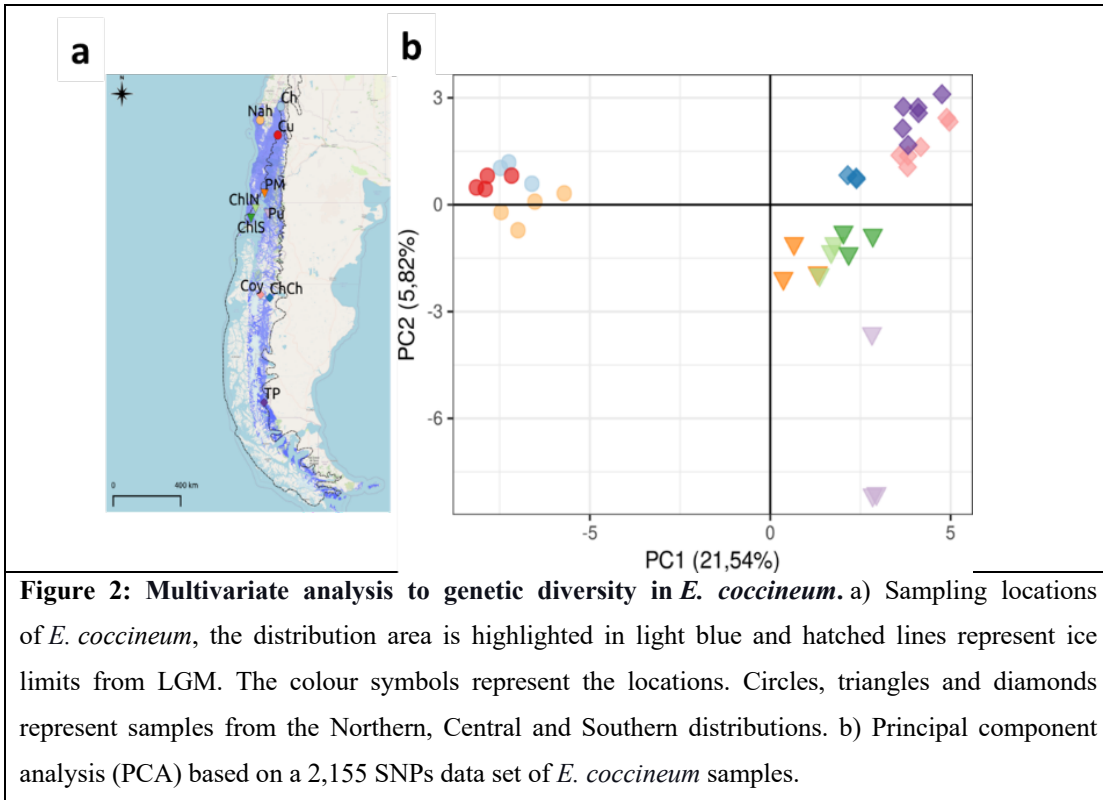 a
b
N
Ch
Nah
Cu
PM
ChlN
Pu
ChlS
Coy
ChCh
TP
0
400 km
3
0
-3
-6
PC2 (5,82%)
-5
0
5
PC1 (21,54%)
Figure 2: Multivariate analysis to genetic diversity in E. coccineum. a) Sampling locations
of E. coccineum, the distribution area is highlighted in light blue and hatched lines represent ice
limits from LGM. The colour symbols represent the locations. Circles, triangles and diamonds
represent samples from the Northern, Central and Southern distributions. b) Principal component
analysis (PCA) based on a 2,155 SNPs data set of E. coccineum samples.